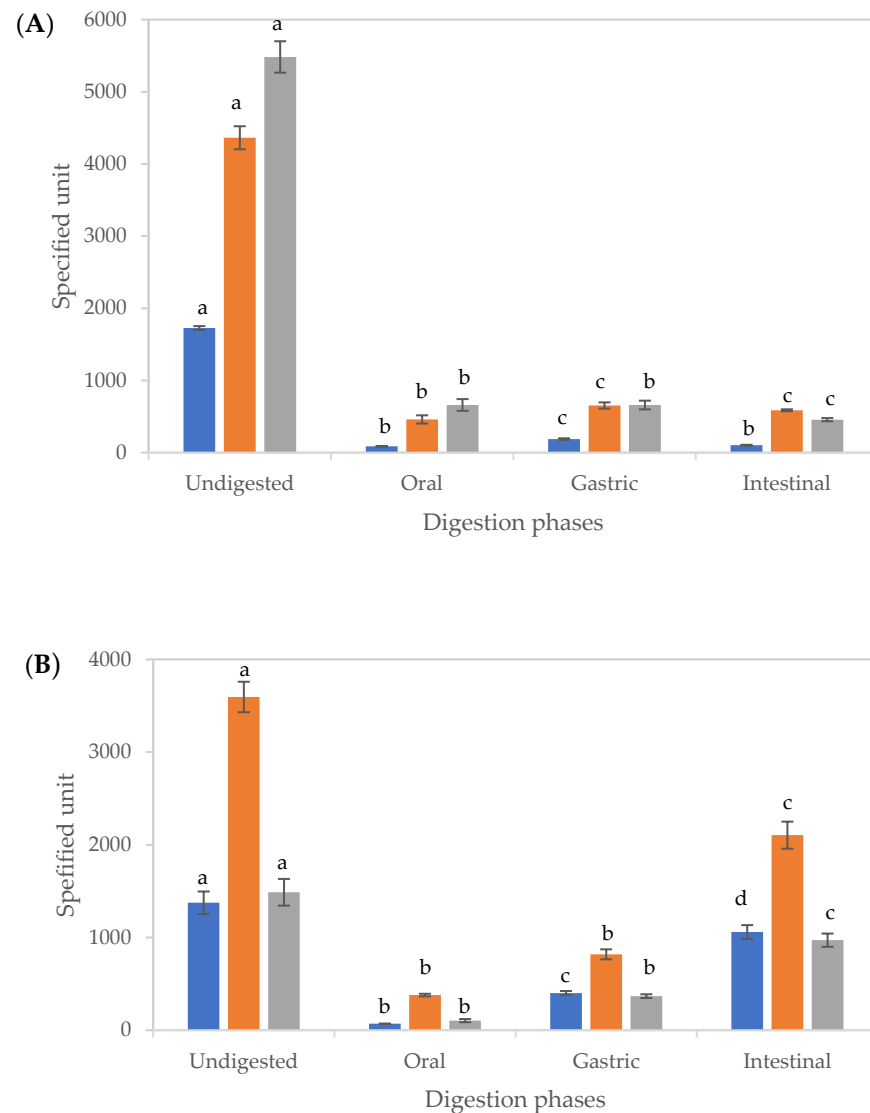 (A)
6000
5000
4000
3000
2000
1000
0
Specified unit
a a a
b b b
c c b
b c c
Undigested Oral Gastric Intestinal
Digestion phases
(B)
4000
3000
2000
1000
0
Spefified unit
a a a
b b b
c b b
d c c
Undigested Oral Gastric Intestinal
Digestion phases